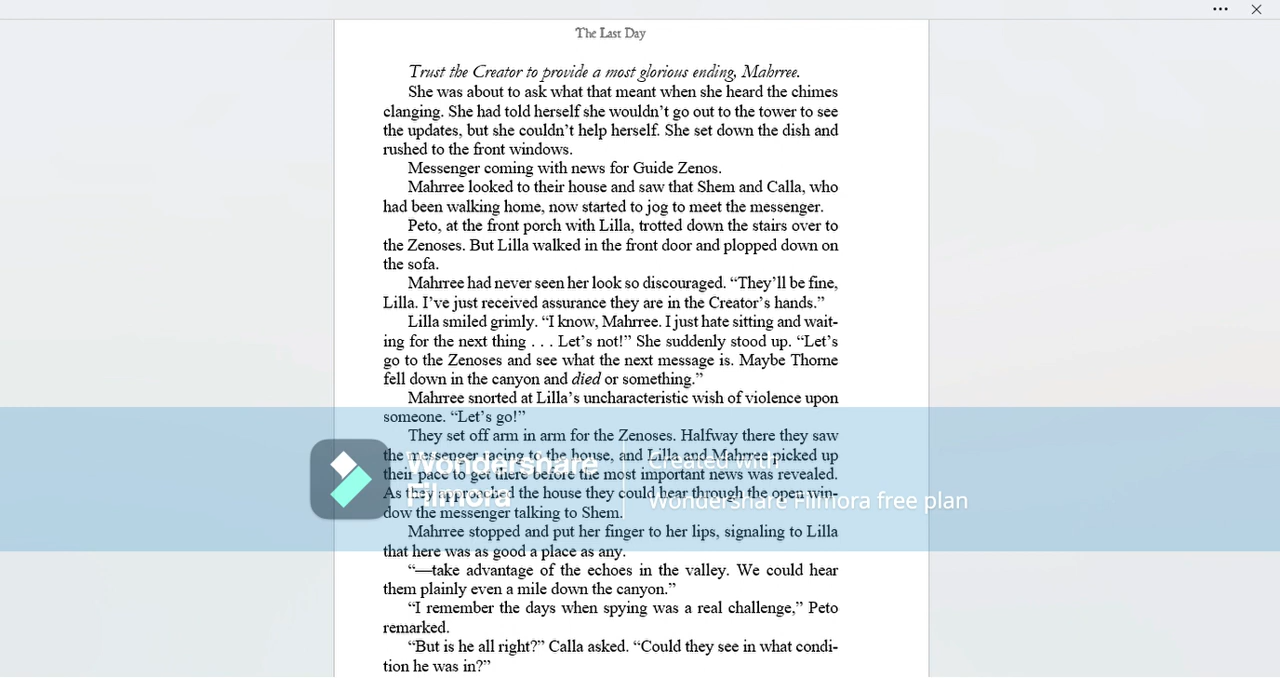 The Last Day
Trust the Creator to provide a most glorious ending, Mahrree.
She was about to ask what that meant when she heard the chimes
clanging. She had told herself she wouldn’t go out to the tower to see
the updates, but she couldn’t help herself. She set down the dish and
rushed to the front windows.
Messenger coming with news for Guide Zenos.
Mahrree looked to their house and saw that Shem and Calla, who
had been walking home, now started to jog to meet the messenger.
Peto, at the front porch with Lilla, trotted down the stairs over to
the Zenoses. But Lilla walked in the front door and plopped down on
the sofa.
Mahrree had never seen her look so discouraged. “They’ll be fine,
Lilla. I’ve just received assurance they are in the Creator’s hands.”
Lilla smiled grimly. “I know, Mahrree. I just hate sitting and wait-
ing for the next thing . . . Let’s not!” She suddenly stood up. “Let’s
go to the Zenoses and see what the next message is. Maybe Thorne
fell down in the canyon and died or something.”
Mahrree snorted at Lilla’s uncharacteristic wish of violence upon
someone. “Let’s go!”
They set off arm in arm for the Zenoses. Halfway there they saw
the messenger racing to the house, and Lilla and Mahrree picked up
their pace to get there before the most important news was revealed.
As they approached the house they could hear through the open win-
dow the messenger talking to Shem.
Wondershare
Filmora
Created with
Wondershare Filmora free plan
Mahrree stopped and put her finger to her lips, signaling to Lilla
that here was as good a place as any.
“—take advantage of the echoes in the valley. We could hear
them plainly even a mile down the canyon.”
“I remember the days when spying was a real challenge,” Peto
remarked.
“But is he all right?” Calla asked. “Could they see in what condi-
tion he was in?”